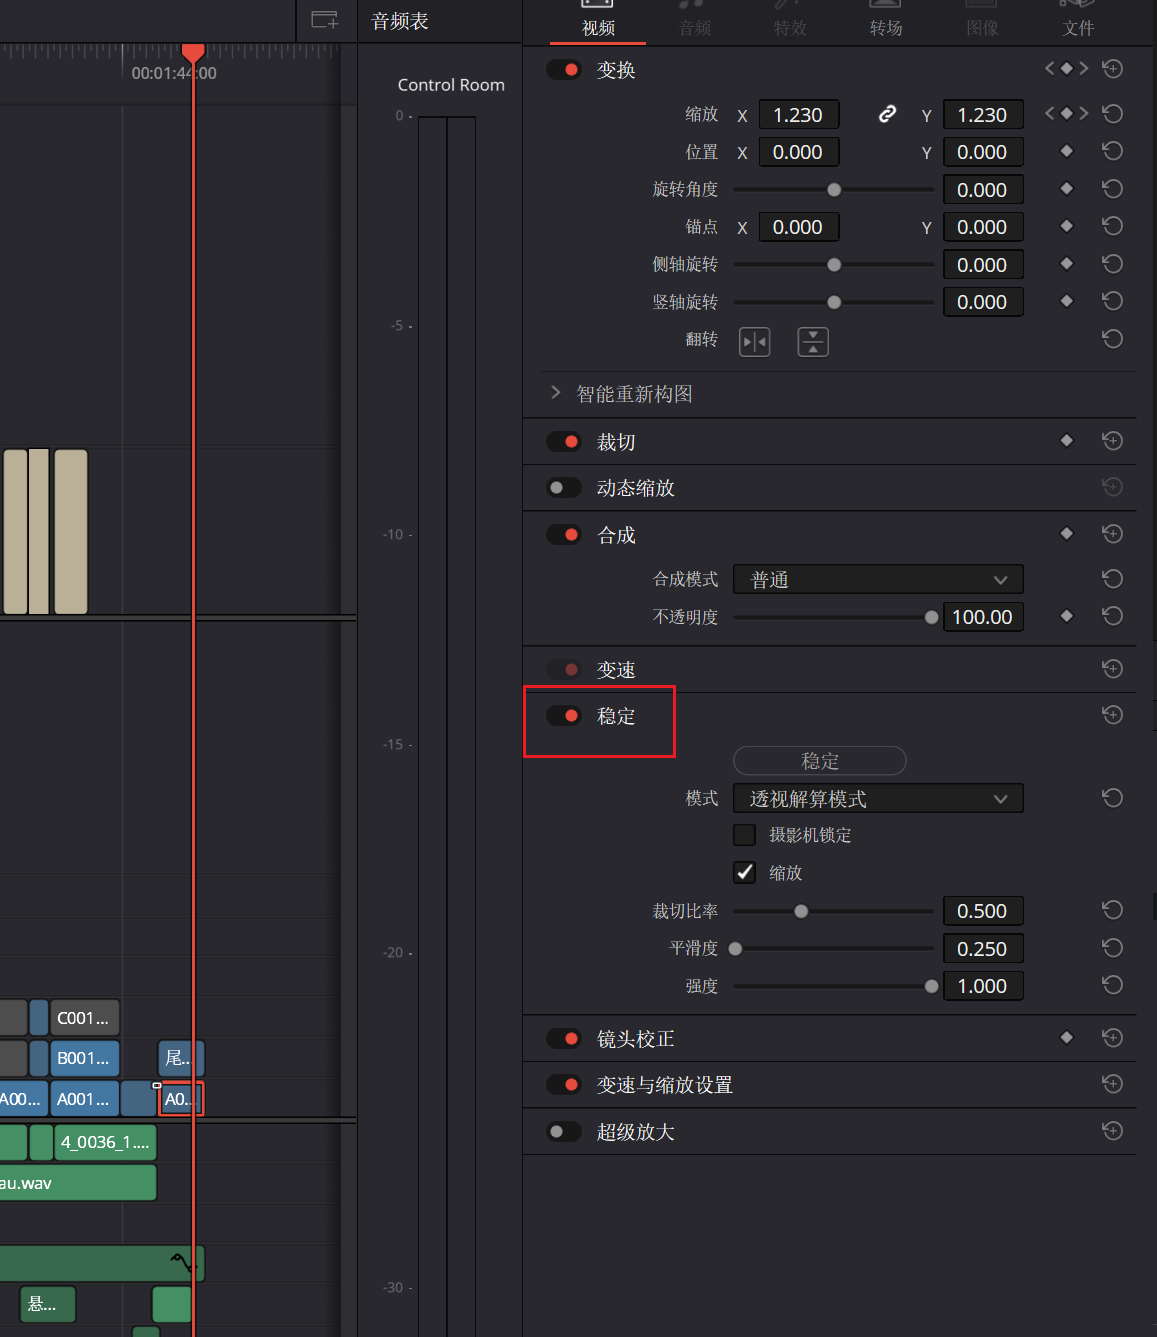 音频表
视频
音频
特效
转场
图像
文件
00:01:44:00
Control Room
0
-5
-10
-15
-20
-30
变换
缩放 X 1.230 Y 1.230
位置 X 0.000 Y 0.000
旋转角度 0.000
锚点 X 0.000 Y 0.000
侧轴旋转 0.000
竖轴旋转 0.000
翻转
智能重新构图
裁切
动态缩放
合成
合成模式 普通
不透明度 100.00
变速
稳定
稳定
模式 透视解算模式
摄影机锁定
缩放
裁切比率 0.500
平滑度 0.250
强度 1.000
镜头校正
变速与缩放设置
超级放大
C001...
B001...
尾...
A00...
A001...
A0...
4_0036_1....
au.wav
悬...